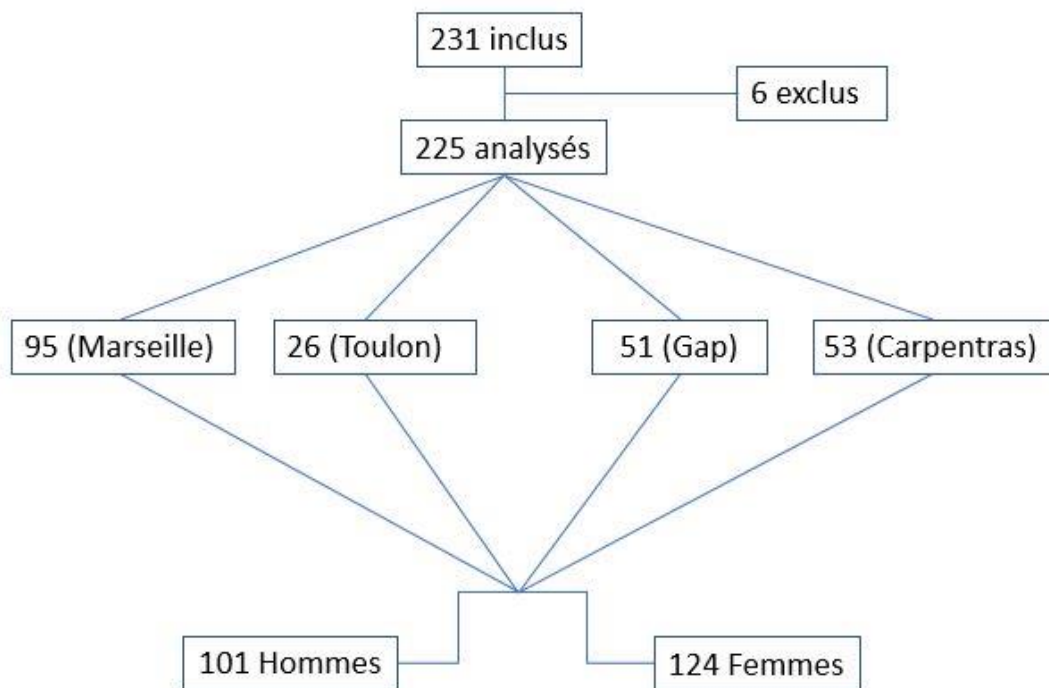 231 inclus
6 exclus
225 analysés
95 (Marseille)
26 (Toulon)
51 (Gap)
53 (Carpentras)
101 Hommes
124 Femmes